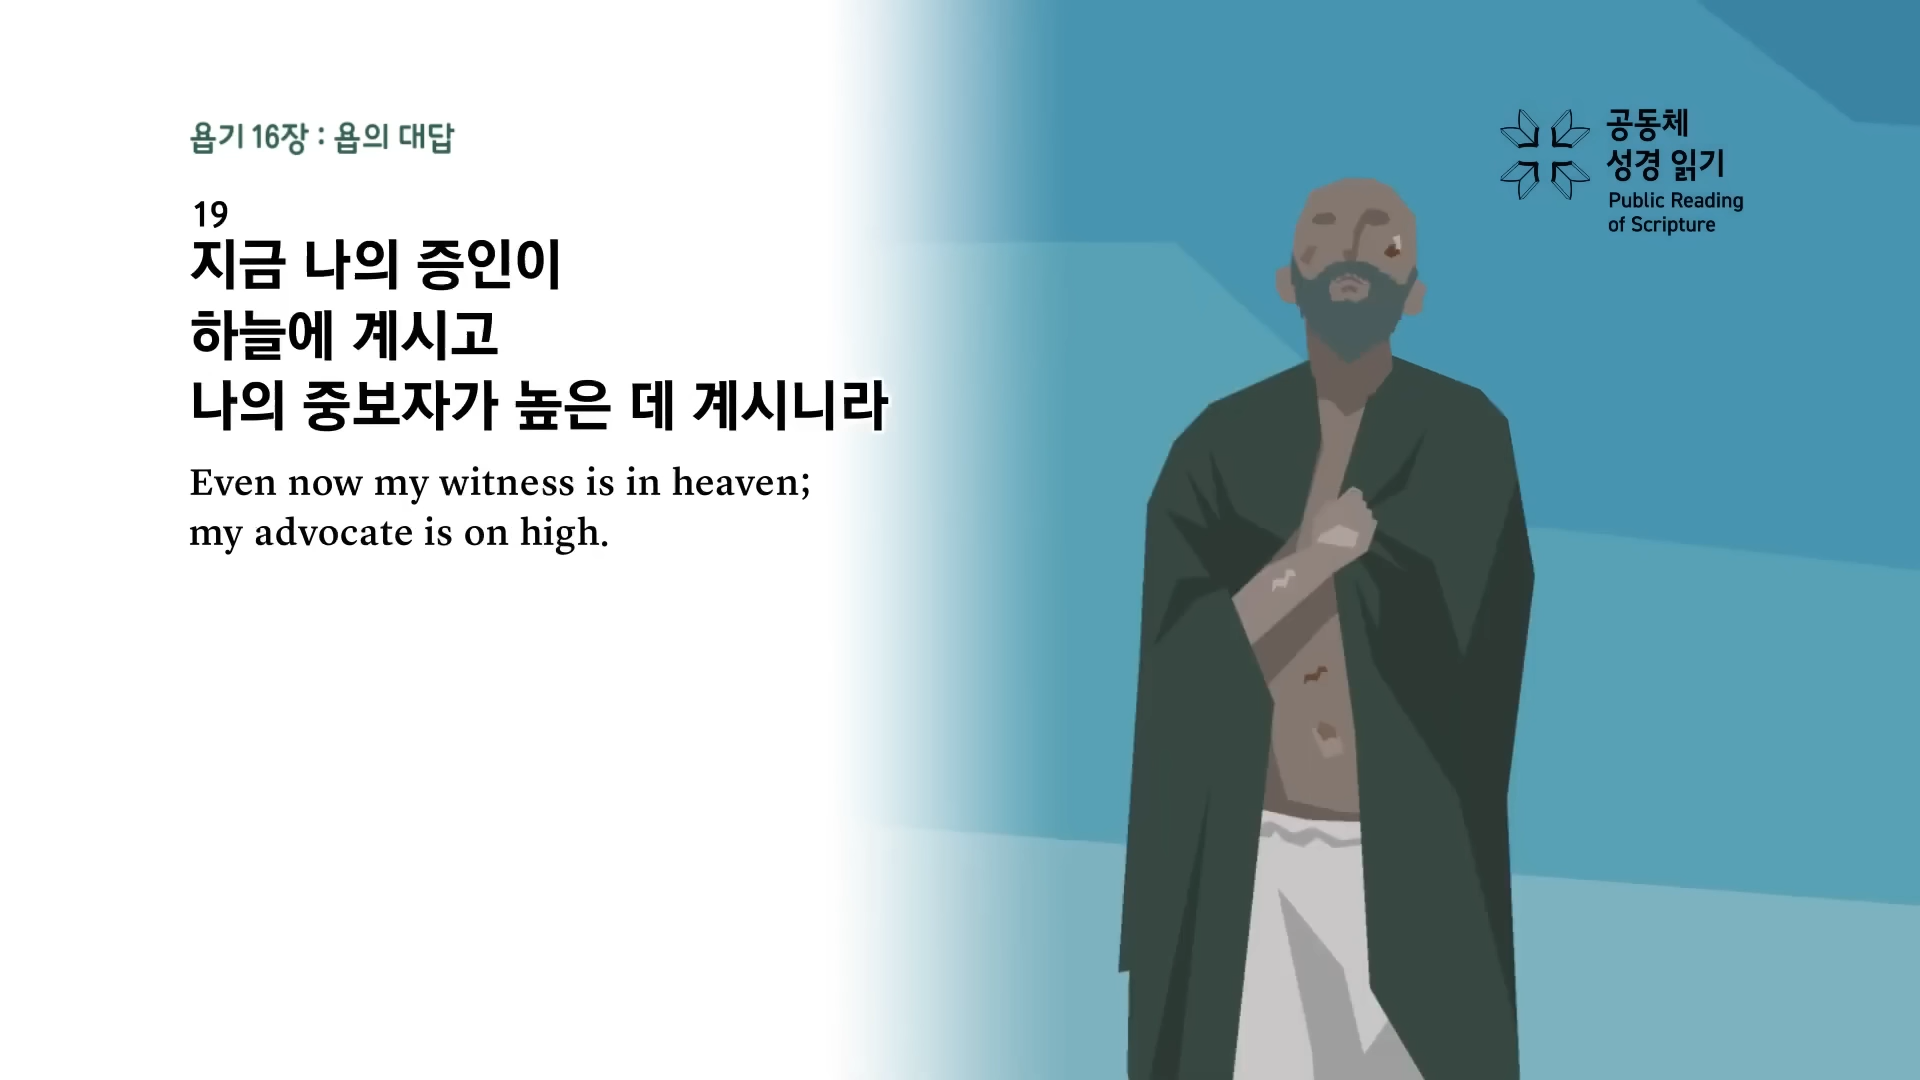 욥기 16장 : 욥의 대답
19
지금 나의 증인이
하늘에 계시고
나의 중보자가 높은 데 계시니라
Even now my witness is in heaven;
my advocate is on high.
공동체
성경 읽기
Public Reading
of Scripture